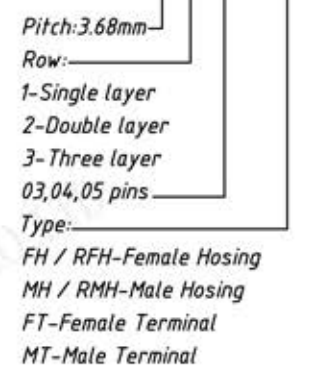 Pitch:3.68mm
Row:
1-Single layer
2-Double layer
3-Three layer
03,04,05 pins
Type:
FH / RFH-Female Hosing
MH / RMH-Male Hosing
FT-Female Terminal
MT-Male Terminal